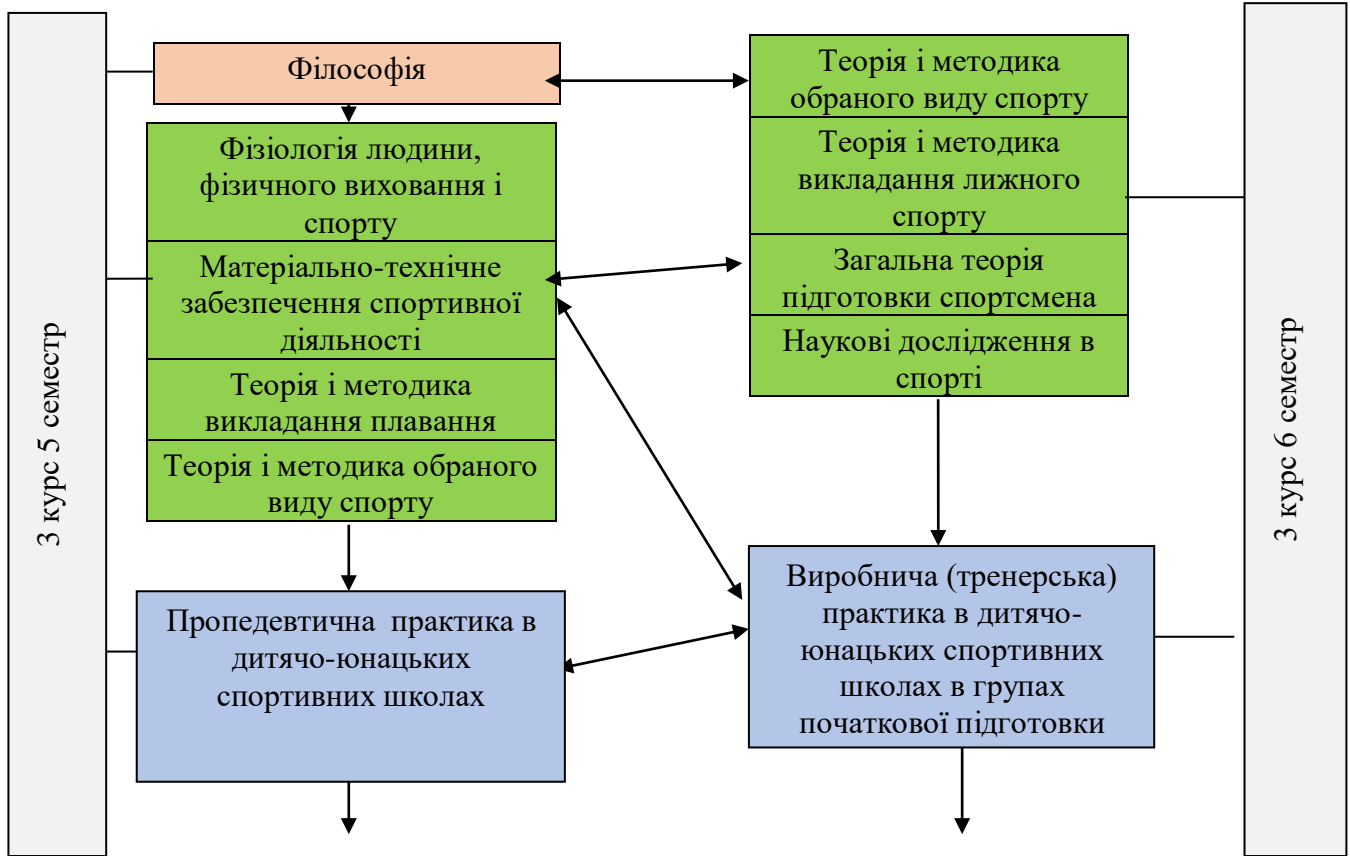 3 курс 5 семестр
Філософія
Фізіологія людини,
фізичного виховання і
спорту
Матеріально-технічне
забезпечення спортивної
діяльності
Теорія і методика
викладання плавання
Теорія і методика обраного
виду спорту
Пропедевтична практика в
дитячо-юнацьких
спортивних школах
Теорія і методика
обраного виду спорту
Теорія і методика
викладання лижного
спорту
Загальна теорія
підготовки спортсмена
Наукові дослідження в
спорті
Виробнича (тренерська)
практика в дитячо-
юнацьких спортивних
школах в групах
початкової підготовки
3 курс 6 семестр